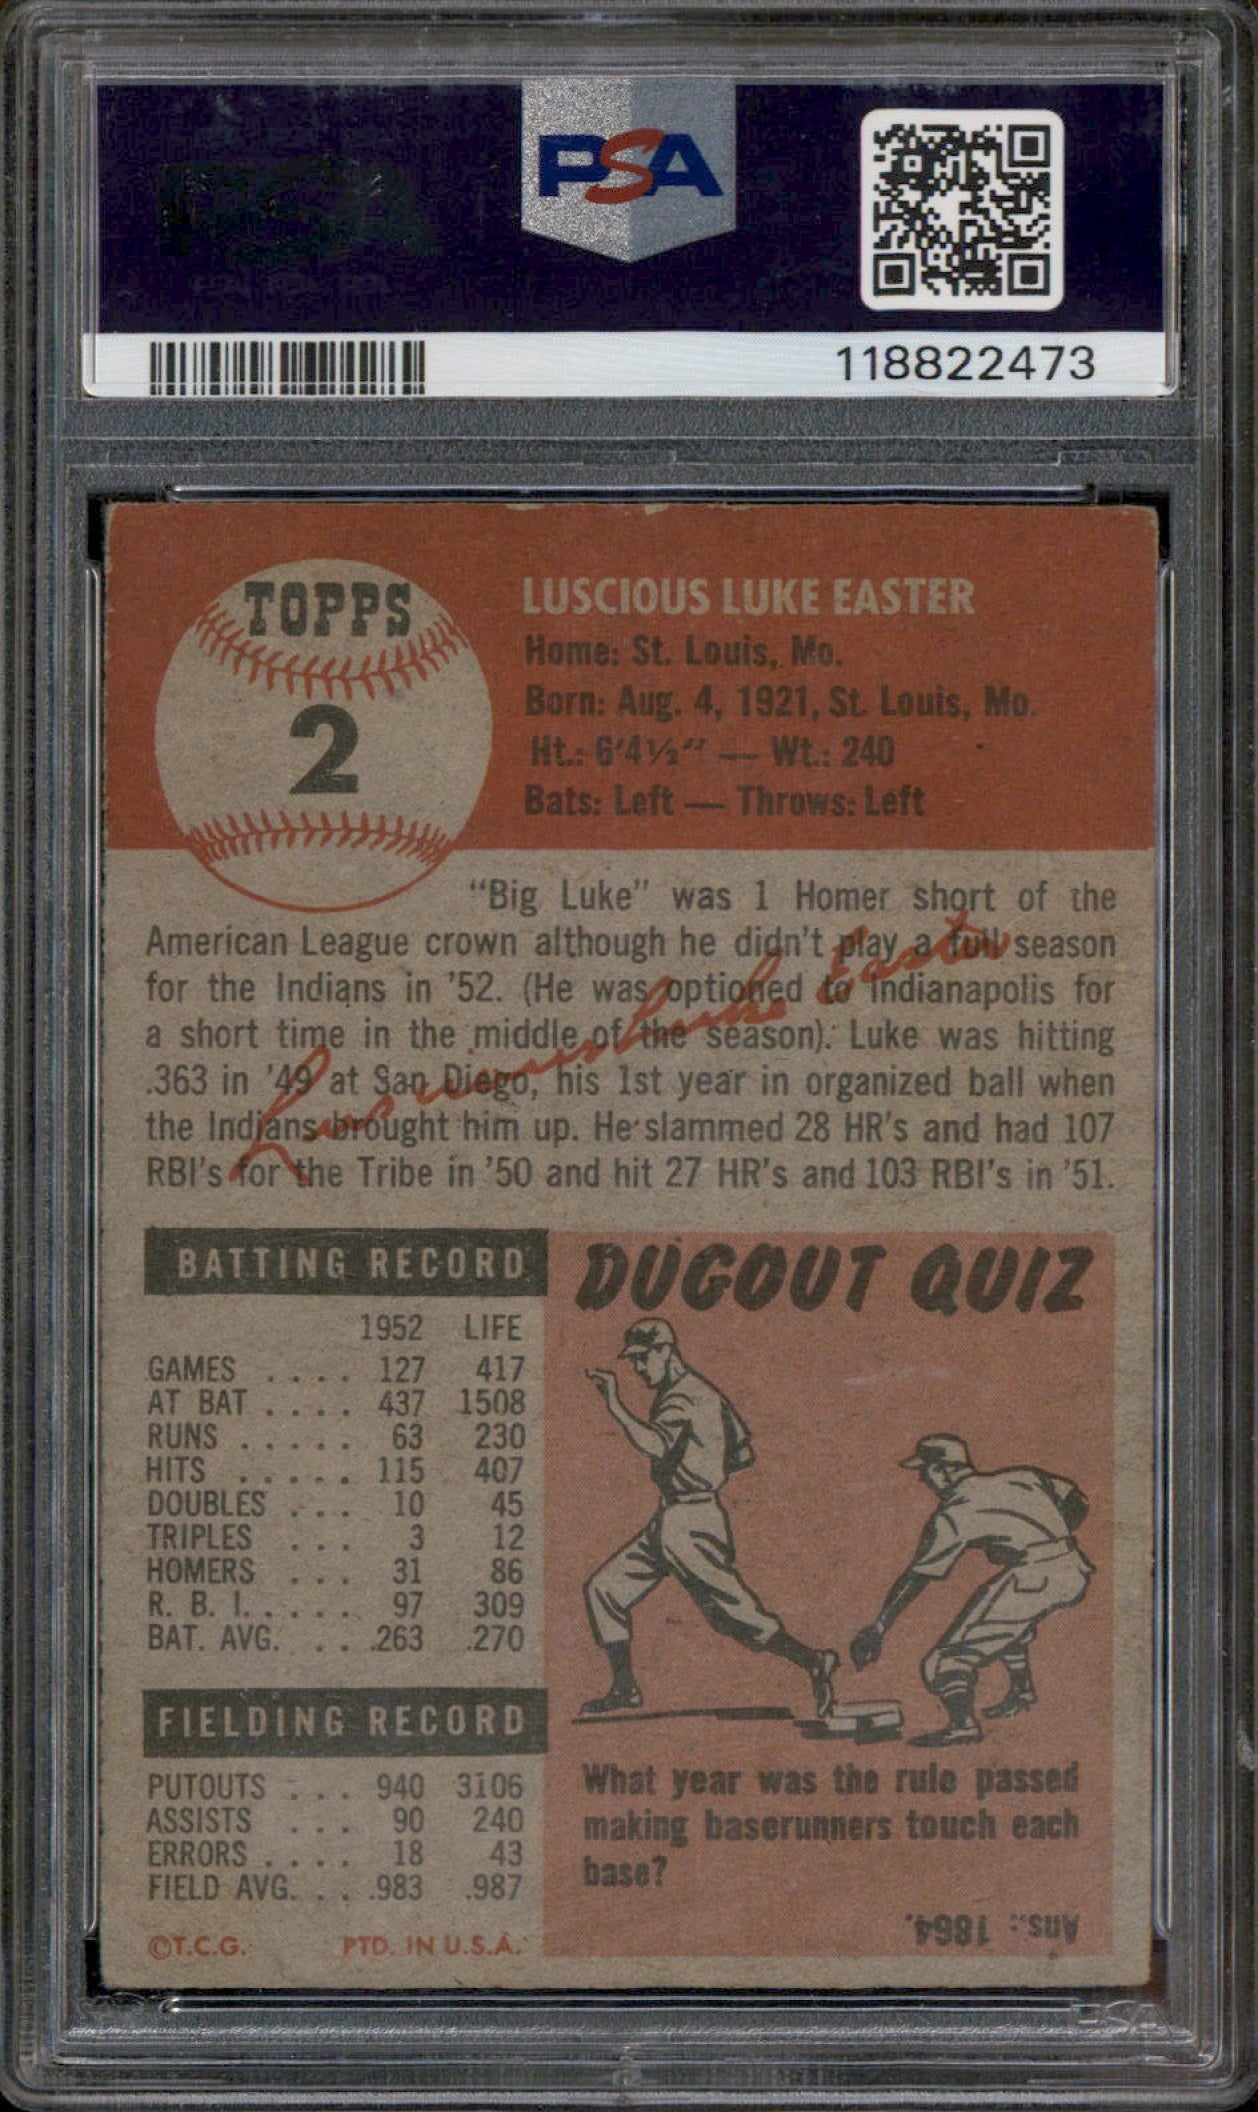 PSA
118822473
TOPPS
2
LUSCIOUS LUKE EASTER
Home: St. Louis, Mo.
Born: Aug. 4, 1921, St. Louis, Mo.
Ht.: 6'4½" — Wt.: 240
Bats: Left — Throws: Left
"Big Luke" was 1 Homer short of the
American League crown although he didn't play a full season
for the Indians in '52. (He was optioned to Indianapolis for
a short time in the middle of the season). Luke was hitting
.363 in '49 at San Diego, his 1st year in organized ball when
the Indians brought him up. He slammed 28 HR's and had 107
RBI's for the Tribe in '50 and hit 27 HR's and 103 RBI's in '51.
Luscious Luke Easter
BATTING RECORD
1952 LIFE
GAMES .... 127 417
AT BAT .... 437 1508
RUNS ..... 63 230
HITS ..... 115 407
DOUBLES ... 10 45
TRIPLES ... 3 12
HOMERS ... 31 86
R. B. I. .... 97 309
BAT. AVG. ... .263 .270
FIELDING RECORD
PUTOUTS ... 940 3106
ASSISTS ... 90 240
ERRORS .... 18 43
FIELD AVG. ... .983 .987
©T.C.G. PTD. IN U.S.A.
DUGOUT QUIZ
What year was the rule passed
making baserunners touch each
base?
Ans.: 1864.
PSA